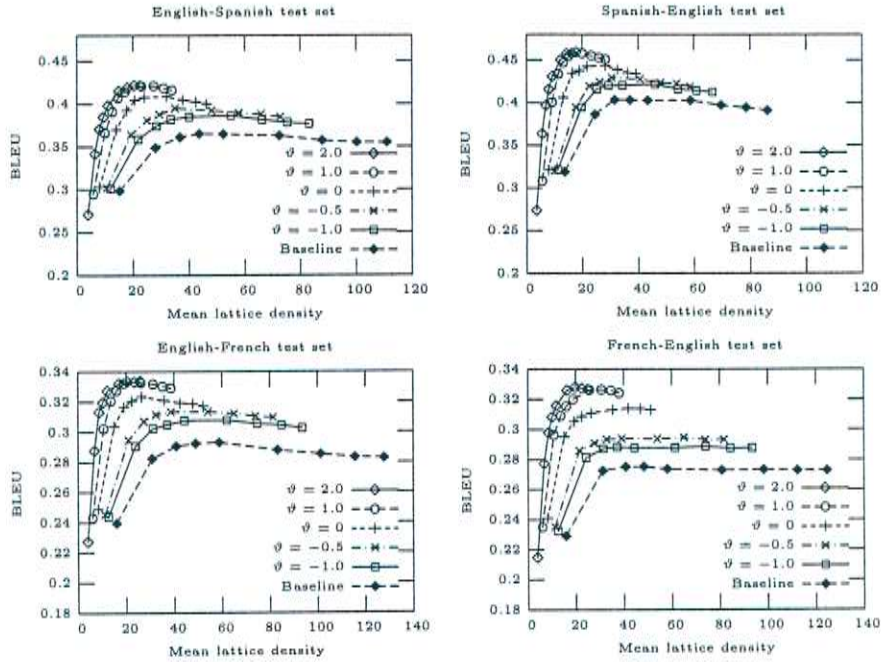 English-Spanish test set
BLEU
0.45
0.4
0.35
0.3
0.25
0.2
ϑ = 2.0
ϑ = 1.0
ϑ = 0
ϑ = −0.5
ϑ = −1.0
Baseline
0 20 40 60 80 100 120
Mean lattice density
Spanish-English test set
BLEU
0.45
0.4
0.35
0.3
0.25
0.2
ϑ = 2.0
ϑ = 1.0
ϑ = 0
ϑ = −0.5
ϑ = −1.0
Baseline
0 20 40 60 80 100 120
Mean lattice density
English-French test set
BLEU
0.34
0.32
0.3
0.28
0.26
0.24
0.22
0.2
0.18
ϑ = 2.0
ϑ = 1.0
ϑ = 0
ϑ = −0.5
ϑ = −1.0
Baseline
0 20 40 60 80 100 120 140
Mean lattice density
French-English test set
BLEU
0.34
0.32
0.3
0.28
0.26
0.24
0.22
0.2
0.18
ϑ = 2.0
ϑ = 1.0
ϑ = 0
ϑ = −0.5
ϑ = −1.0
Baseline
0 20 40 60 80 100 120 140
Mean lattice density